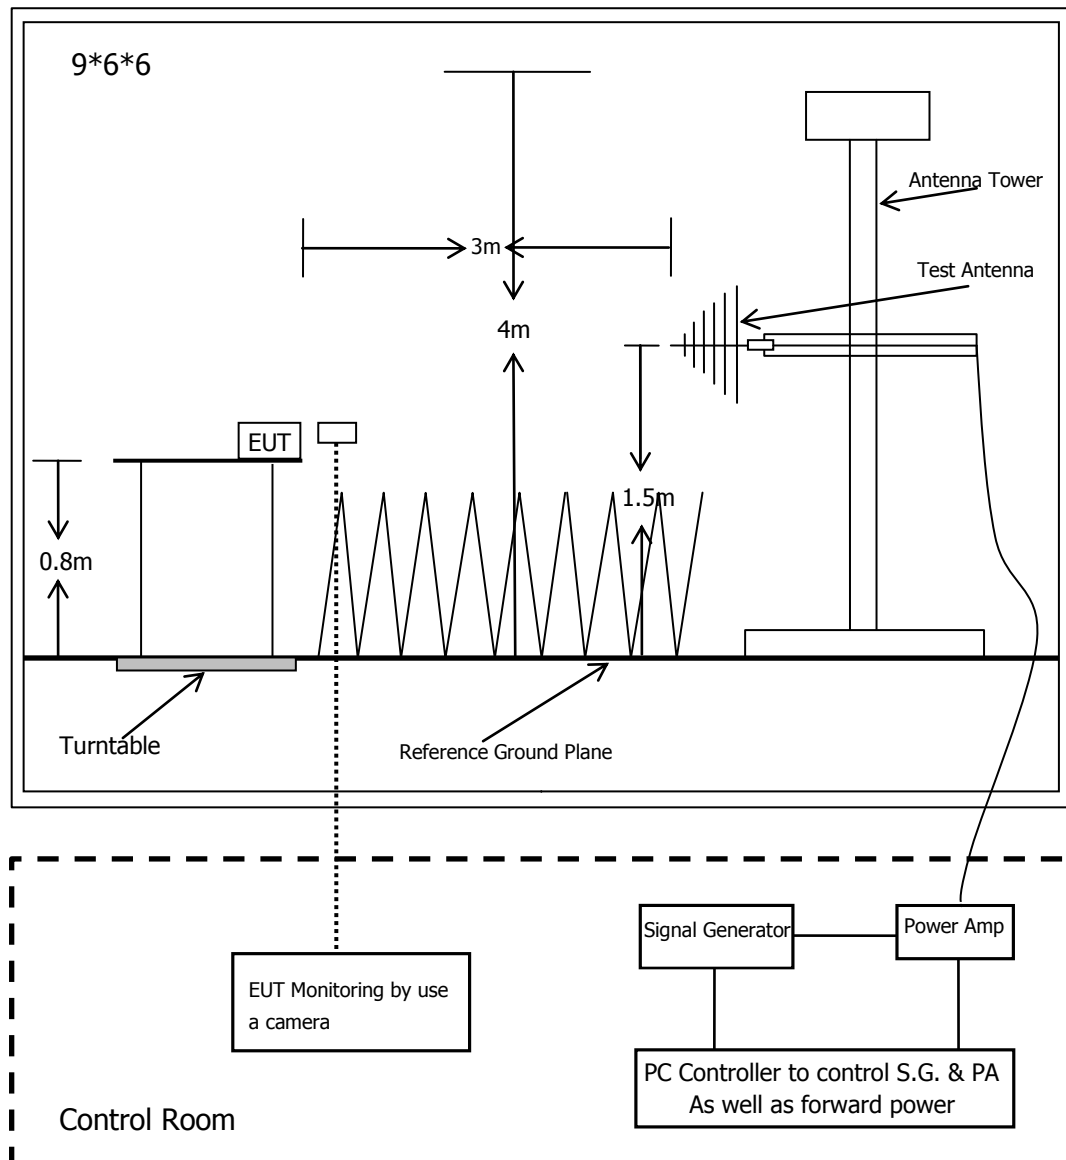 9*6*6
Antenna Tower
3m
Test Antenna
4m
EUT
1.5m
0.8m
Turntable
Reference Ground Plane
Signal Generator
Power Amp
EUT Monitoring by use
a camera
PC Controller to control S.G. & PA
As well as forward power
Control Room